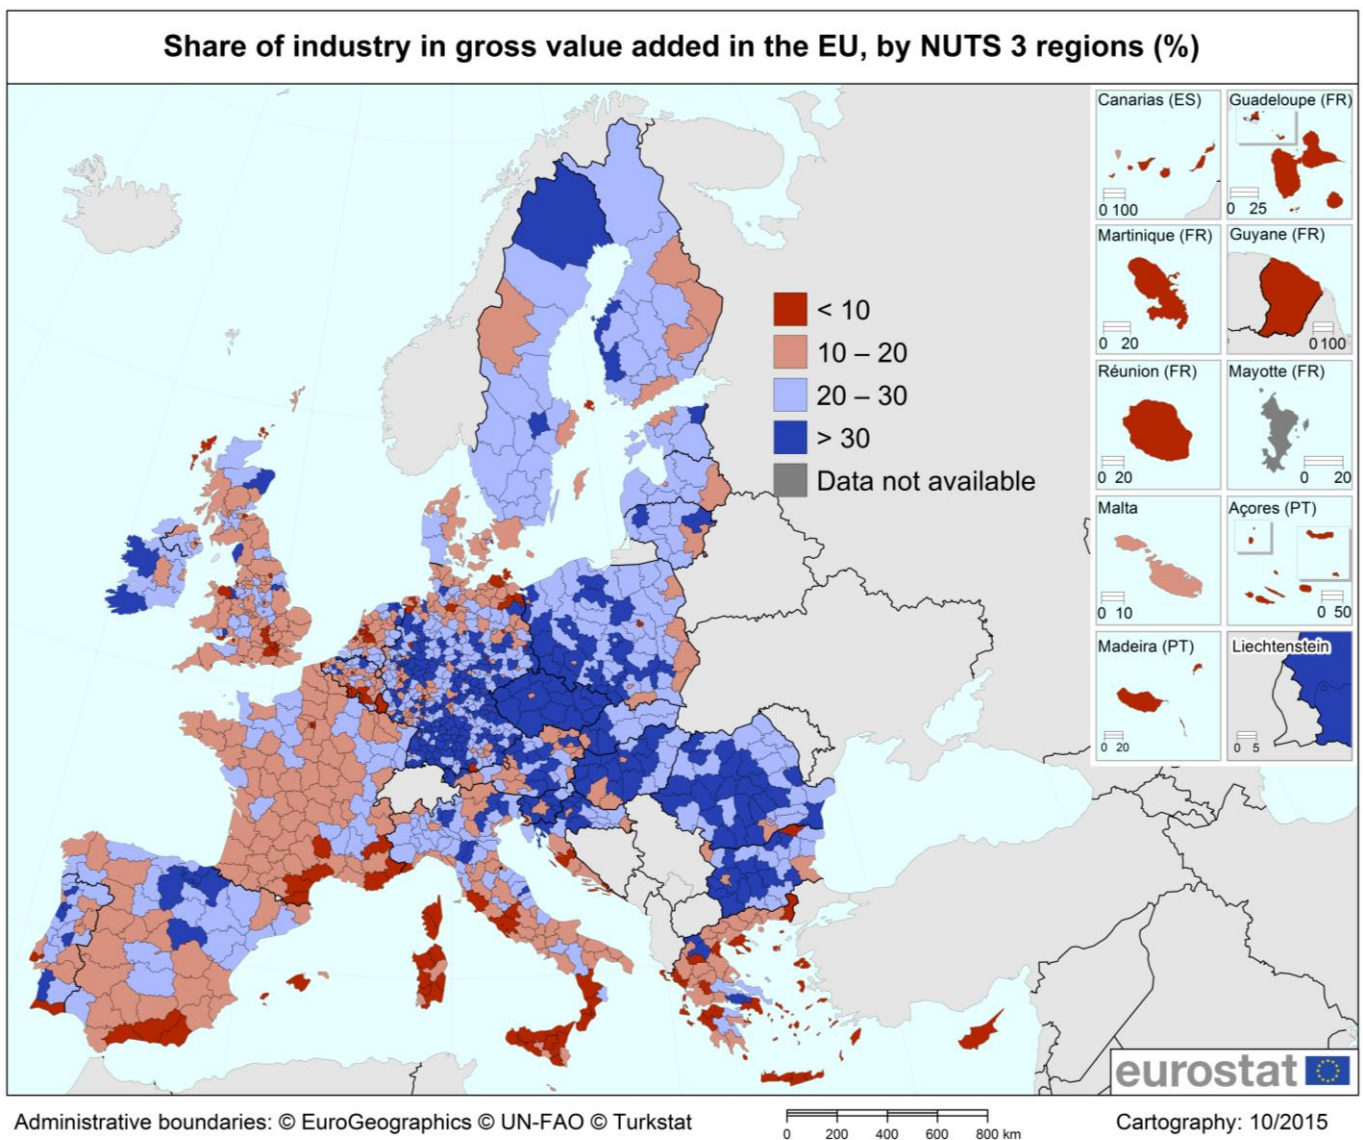 Share of industry in gross value added in the EU, by NUTS 3 regions (%)
Canarias (ES)
0 100
Guadeloupe (FR)
0 25
Martinique (FR)
0 20
Guyane (FR)
0 100
Réunion (FR)
0 20
Mayotte (FR)
0 20
Malta
0 10
Açores (PT)
0 50
Madeira (PT)
0 20
Liechtenstein
0 5
< 10
10 – 20
20 – 30
> 30
Data not available
eurostat
Administrative boundaries: © EuroGeographics © UN-FAO © Turkstat
0 200 400 600 800 km
Cartography: 10/2015